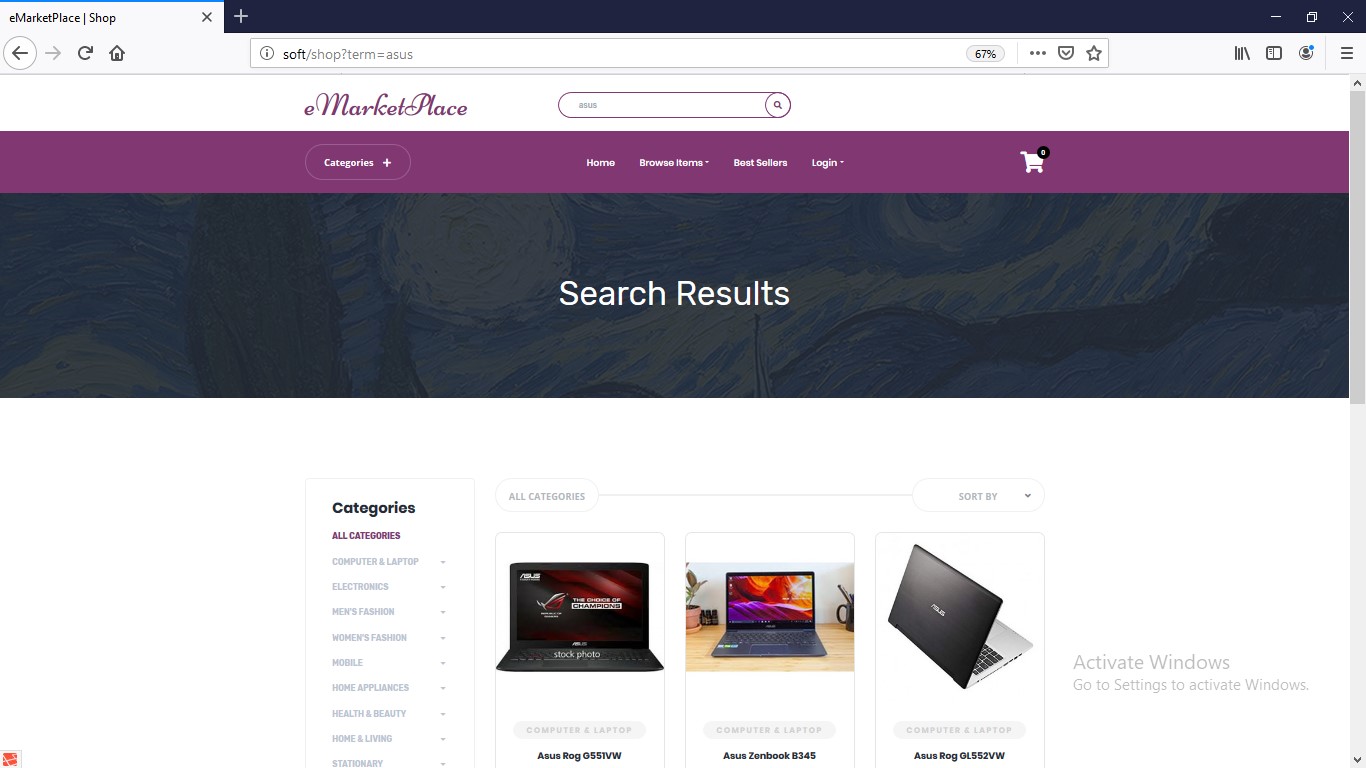 eMarketPlace | Shop
soft/shop?term=asus
67%
eMarketPlace
asus
Categories
Home
Browse Items
Best Sellers
Login
0
Search Results
Categories
ALL CATEGORIES
COMPUTER & LAPTOP
ELECTRONICS
MEN'S FASHION
WOMEN'S FASHION
MOBILE
HOME APPLIANCES
HEALTH & BEAUTY
HOME & LIVING
STATIONARY
ALL CATEGORIES
SORT BY
ASUS
THE CHOICE OF
CHAMPIONS
ASUS
stock photo
COMPUTER & LAPTOP
Asus Rog G551VW
COMPUTER & LAPTOP
Asus Zenbook B345
ASUS
COMPUTER & LAPTOP
Asus Rog GL552VW
Activate Windows
Go to Settings to activate Windows.